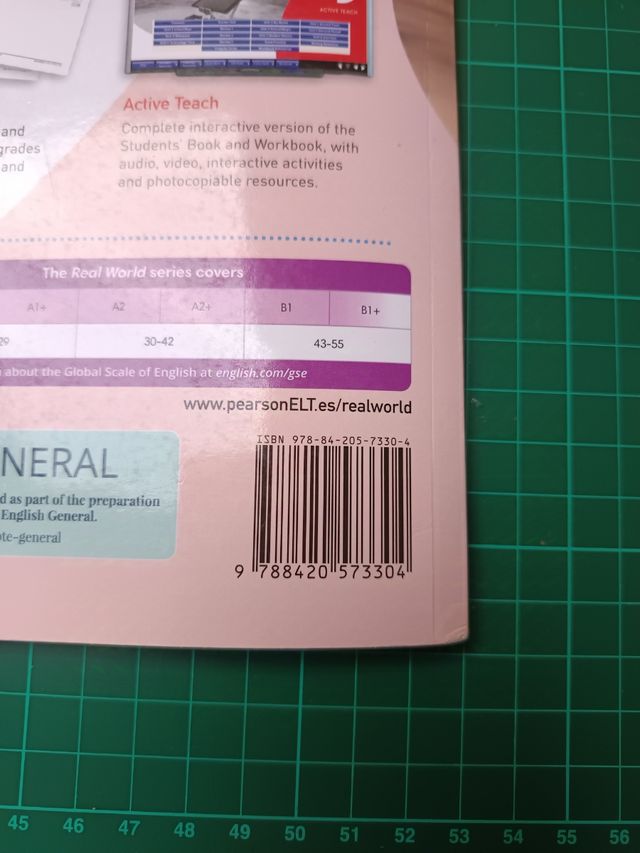 ACTIVE TEACH
Active Teach
and
Complete interactive version of the
grades
Students' Book and Workbook, with
and
audio, video, interactive activities
and photocopiable resources.
The Real World series covers
A1+ A2 A2+ B1 B1+
29 30-42 43-55
about the Global Scale of English at english.com/gse
www.pearsonELT.es/realworld
NERAL
d as part of the preparation
English General.
te-general
ISBN 978-84-205-7330-4
9 788420 573304
45 46 47 48 49 50 51 52 53 54 55 56